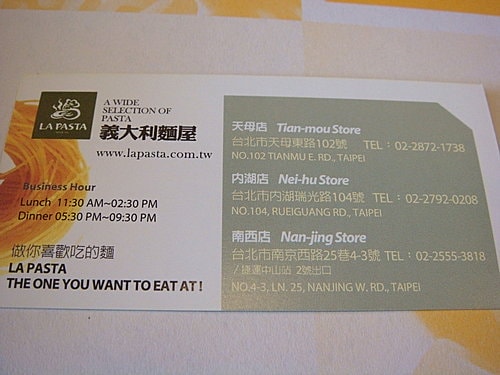 LA PASTA
A WIDE
SELECTION OF
PASTA
義大利麵屋
www.lapasta.com.tw
Business Hour
Lunch 11:30 AM~02:30 PM
Dinner 05:30 PM~09:30 PM
做你喜歡吃的麵
LA PASTA
THE ONE YOU WANT TO EAT AT !
天母店 Tian-mou Store
台北市天母東路102號 TEL : 02-2872-1738
NO.102 TIANMU E. RD., TAIPEI
內湖店 Nei-hu Store
台北市內湖瑞光路104號 TEL : 02-2792-0208
NO.104, RUEIGUANG RD, TAIPEI
南西店 Nan-jing Store
台北市南京西路25巷4-3號 TEL : 02-2555-3818
/ 捷運中山站 2號出口
NO.4-3, LN. 25, NANJING W. RD., TAIPEI